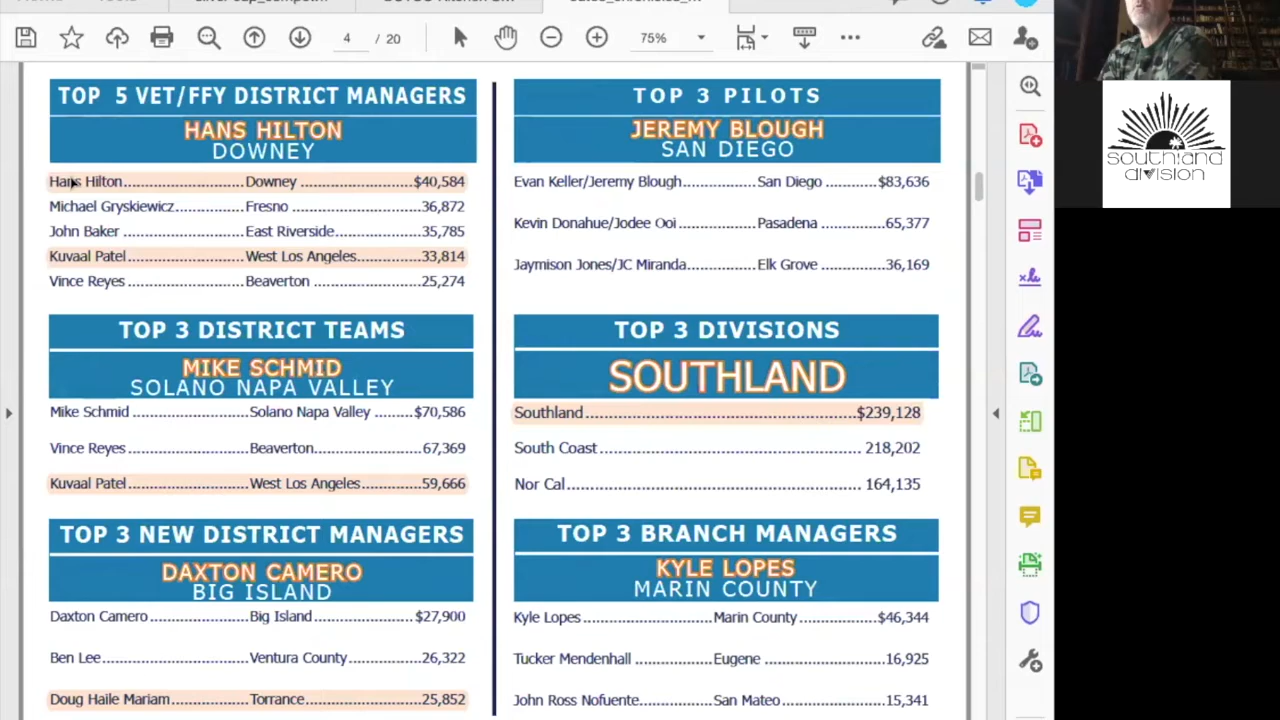 4 / 20
75%
TOP 5 VET/FFY DISTRICT MANAGERS
HANS HILTON
DOWNEY
Hans Hilton..............................Downey ...........................$40,584
Michael Gryskiewicz.................Fresno .................................36,872
John Baker ..............................East Riverside......................35,785
Kuvaal Patel.............................West Los Angeles................33,814
Vince Reyes .............................Beaverton ............................25,274
TOP 3 DISTRICT TEAMS
MIKE SCHMID
SOLANO NAPA VALLEY
Mike Schmid .............................Solano Napa Valley .........$70,586
Vince Reyes ..............................Beaverton...........................67,369
Kuvaal Patel..............................West Los Angeles...............59,666
TOP 3 NEW DISTRICT MANAGERS
DAXTON CAMERO
BIG ISLAND
Daxton Camero .........................Big Island.........................$27,900
Ben Lee.....................................Ventura County..................26,322
Doug Haile Mariam...................Torrance.............................25,852
TOP 3 PILOTS
JEREMY BLOUGH
SAN DIEGO
Evan Keller/Jeremy Blough..................San Diego ..............$83,636
Kevin Donahue/Jodee Ooi...................Pasadena ................65,377
Jaymison Jones/JC Miranda.................Elk Grove ................36,169
TOP 3 DIVISIONS
SOUTHLAND
Southland..................................................................$239,128
South Coast................................................................ 218,202
Nor Cal........................................................................ 164,135
TOP 3 BRANCH MANAGERS
KYLE LOPES
MARIN COUNTY
Kyle Lopes .................................Marin County...................$46,344
Tucker Mendenhall ...................Eugene ..............................16,925
John Ross Nofuente..................San Mateo .........................15,341
southland
division